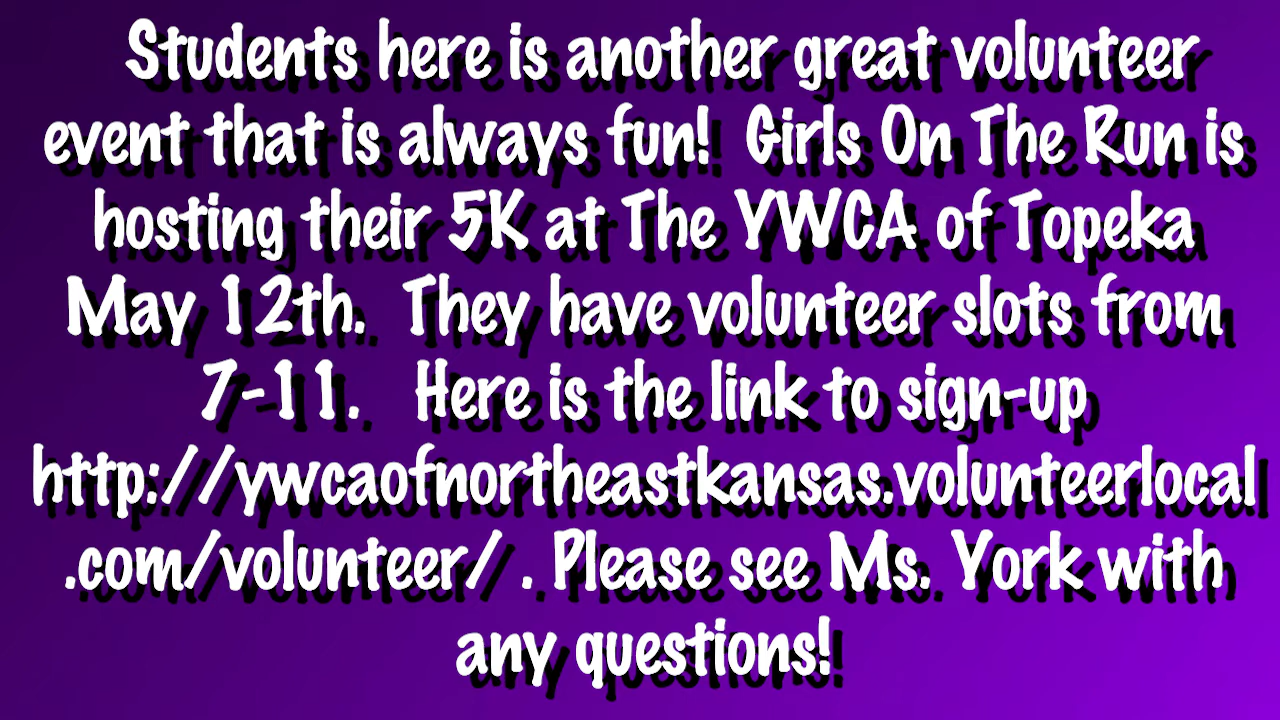 Students here is another great volunteer
event that is always fun!  Girls On The Run is
hosting their 5K at The YWCA of Topeka
May 12th.  They have volunteer slots from
7-11.   Here is the link to sign-up
http://ywcaofnortheastkansas.volunteerlocal
.com/volunteer/ . Please see Ms. York with
any questions!